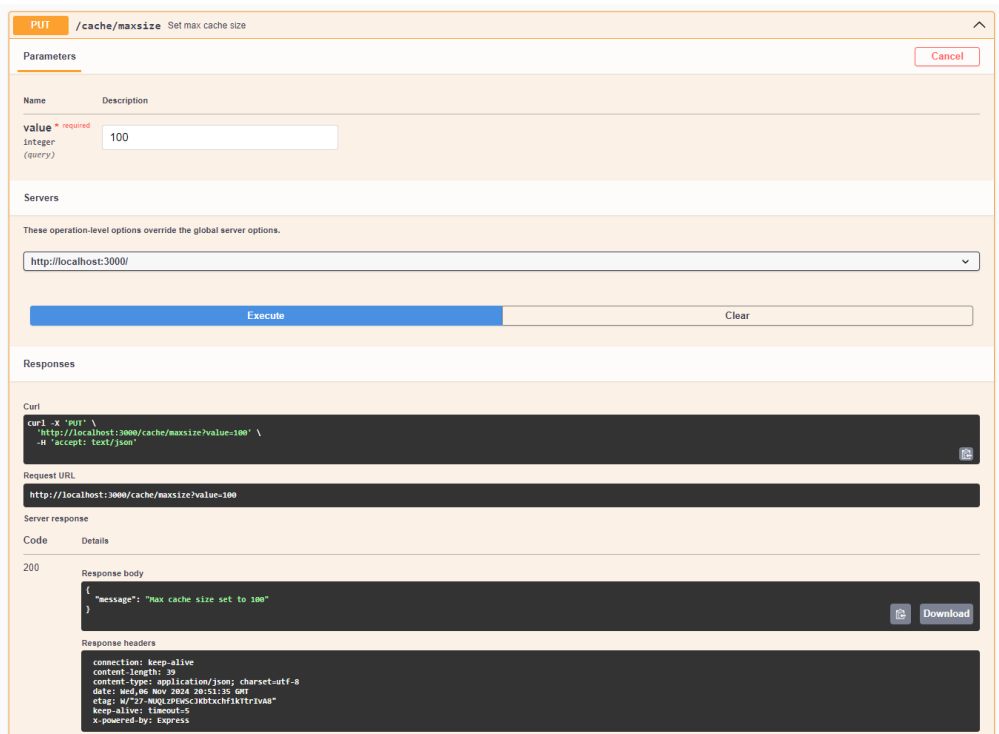 PUT /cache/maxsize Set max cache size
Parameters
Cancel
Name Description
value * required
integer
(query)
100
Servers
These operation-level options override the global server options.
http://localhost:3000/
Execute Clear
Responses
Curl
curl -X 'PUT' \
'http://localhost:3000/cache/maxsize?value=100' \
-H 'accept: text/json'
Request URL
http://localhost:3000/cache/maxsize?value=100
Server response
Code Details
200
Response body
{
"message": "Max cache size set to 100"
}
Download
Response headers
connection: keep-alive
content-length: 39
content-type: application/json; charset=utf-8
date: Wed,06 Nov 2024 20:51:35 GMT
keep-alive: timeout=5
x-powered-by: Express